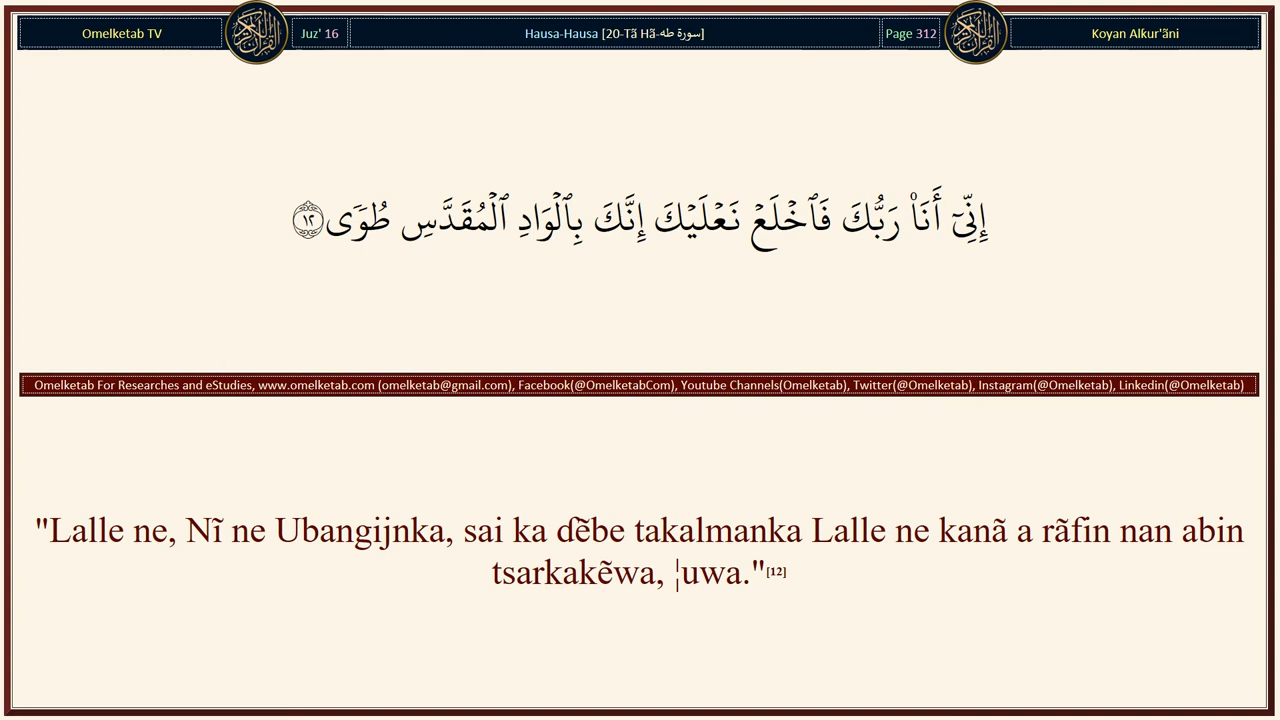 Omelketab TV
Juz' 16
Hausa-Hausa [20-Tã Hã-سورة طه]
Page 312
Koyan Alƙur'ãni
إِنِّىٓ أَنَا۠ رَبُّكَ فَٱخْلَعْ نَعْلَيْكَ إِنَّكَ بِٱلْوَادِ ٱلْمُقَدَّسِ طُوًۭى ١٢
Omelketab For Researches and eStudies, www.omelketab.com (omelketab@gmail.com), Facebook(@OmelketabCom), Youtube Channels(Omelketab), Twitter(@Omelketab), Instagram(@Omelketab), Linkedin(@Omelketab)
"Lalle ne, Nĩ ne Ubangijnka, sai ka ɗẽbe takalmanka Lalle ne kanã a rãfin nan abin
tsarkakẽwa, ¦uwa."[12]